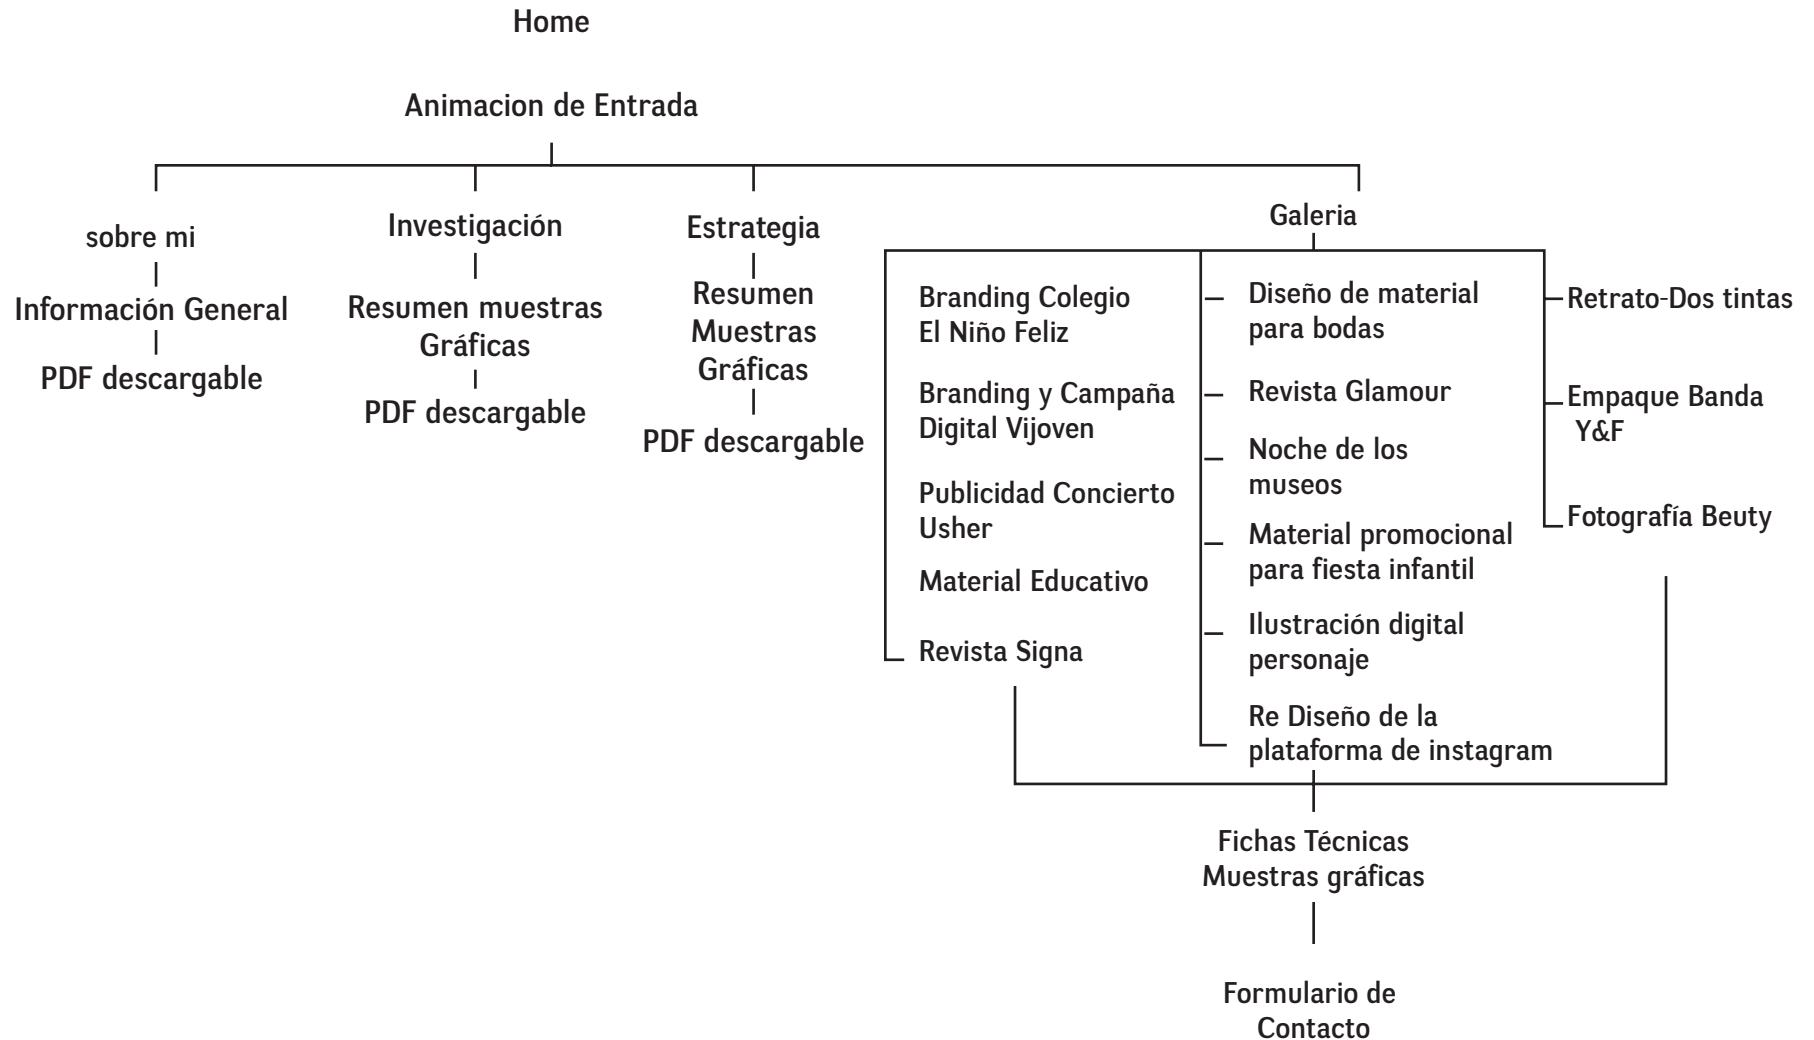 Home
Animacion de Entrada
sobre mi
Información General
PDF descargable
Investigación
Resumen muestras
Gráficas
PDF descargable
Estrategia
Resumen
Muestras
Gráficas
PDF descargable
Galeria
Branding Colegio
El Niño Feliz
Branding y Campaña
Digital Vijoven
Publicidad Concierto
Usher
Material Educativo
Revista Signa
Diseño de material
para bodas
Revista Glamour
Noche de los
museos
Material promocional
para fiesta infantil
Ilustración digital
personaje
Re Diseño de la
plataforma de instagram
Retrato-Dos tintas
Empaque Banda
Y&F
Fotografía Beuty
Fichas Técnicas
Muestras gráficas
Formulario de
Contacto